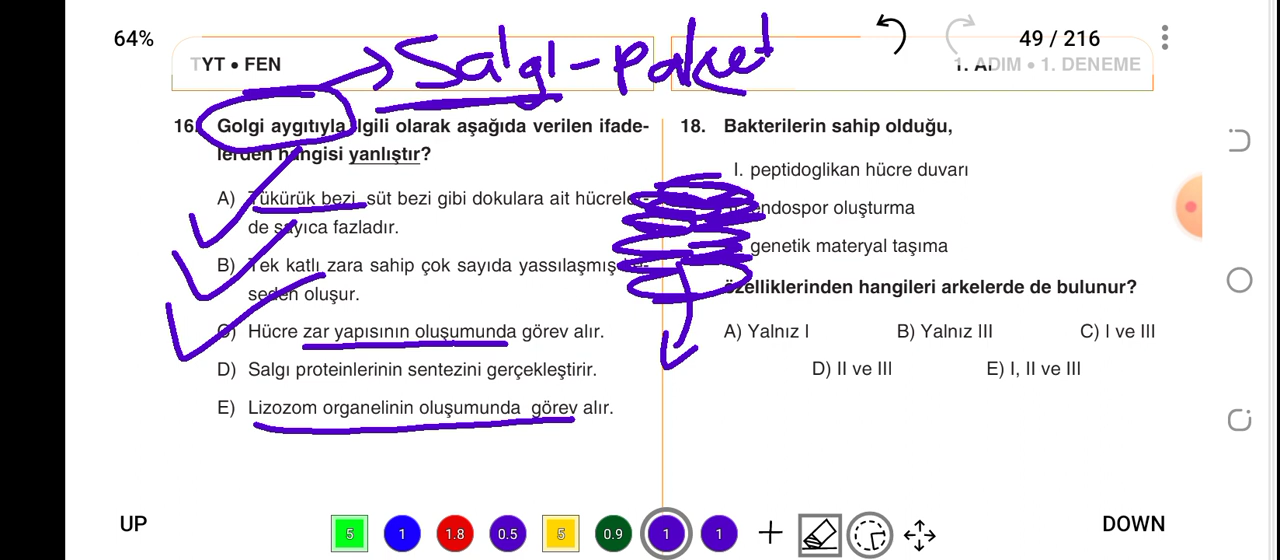 64%
Salgı-paket
49 / 216
TYT • FEN
1. ADIM • 1. DENEME
16. Golgi aygıtıyla ilgili olarak aşağıda verilen ifade-
lerden hangisi yanlıştır?
A) Tükürük bezi, süt bezi gibi dokulara ait hücreler-
de sayıca fazladır.
B) Tek katlı zara sahip çok sayıda yassılaşmış
seden oluşur.
C) Hücre zar yapısının oluşumunda görev alır.
D) Salgı proteinlerinin sentezini gerçekleştirir.
E) Lizozom organelinin oluşumunda görev alır.
18. Bakterilerin sahip olduğu,
I. peptidoglikan hücre duvarı
endospor oluşturma
genetik materyal taşıma
özelliklerinden hangileri arkelerde de bulunur?
A) Yalnız I B) Yalnız III C) I ve III
D) II ve III E) I, II ve III
UP
5 1 1.8 0.5 5 0.9 1 1
DOWN